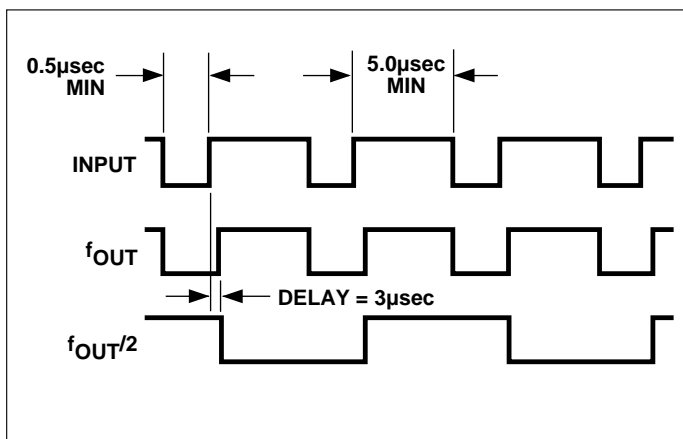 0.5µsec
MIN
5.0µsec
MIN
INPUT
fOUT
DELAY = 3µsec
fOUT/2